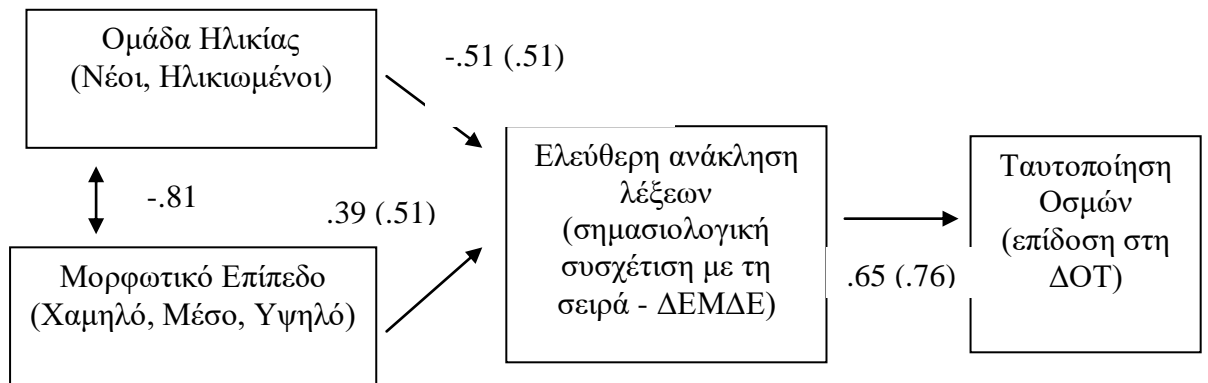 Ομάδα Ηλικίας
(Νέοι, Ηλικιωμένοι)
-.51 (.51)
-.81
.39 (.51)
Μορφωτικό Επίπεδο
(Χαμηλό, Μέσο, Υψηλό)
Ελεύθερη ανάκληση
λέξεων
(σημασιολογική
συσχέτιση με τη
σειρά - ΔΕΜΔΕ)
.65 (.76)
Ταυτοποίηση
Οσμών
(επίδοση στη
ΔΟΤ)